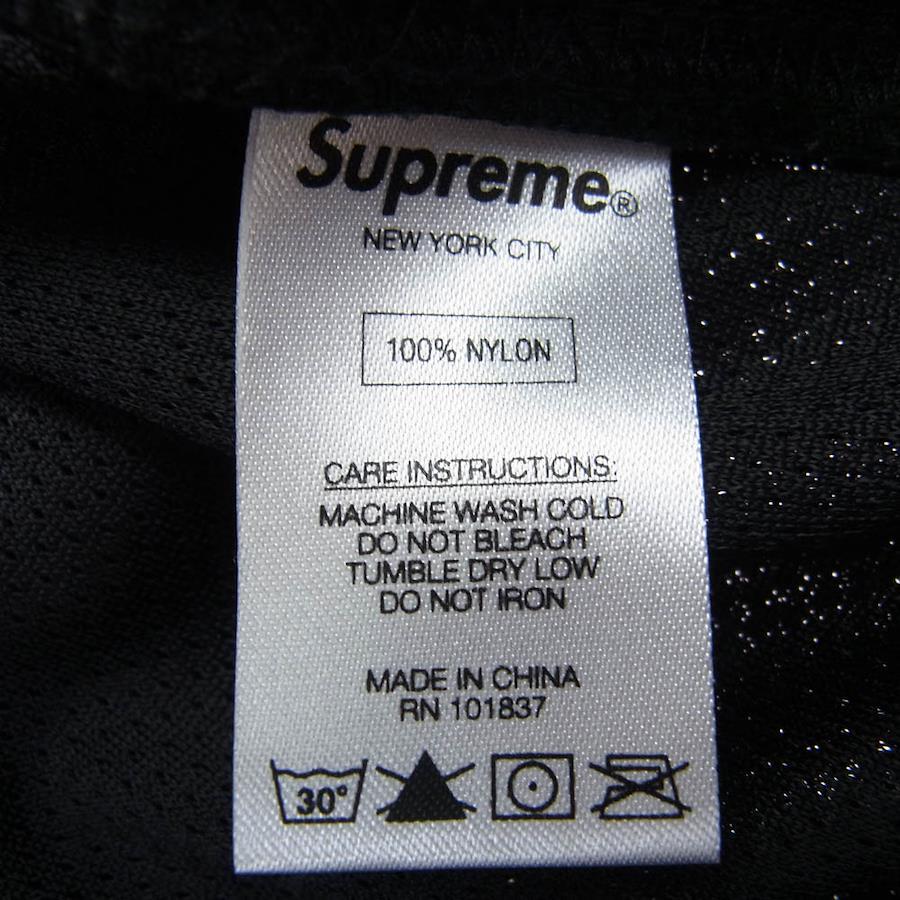 Supreme®
NEW YORK CITY
100% NYLON
CARE INSTRUCTIONS:
MACHINE WASH COLD
DO NOT BLEACH
TUMBLE DRY LOW
DO NOT IRON
MADE IN CHINA
RN 101837
30°